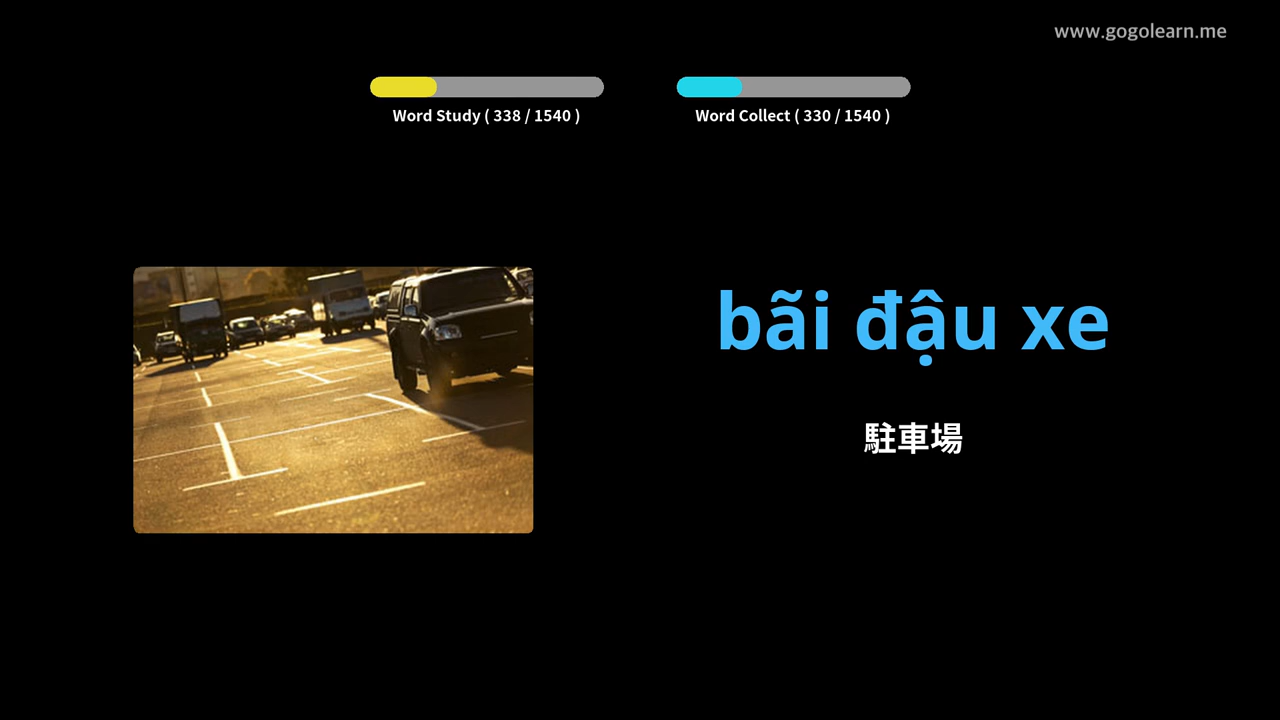 www.gogolearn.me
Word Study ( 338 / 1540 )
Word Collect ( 330 / 1540 )
bãi đậu xe
駐車場